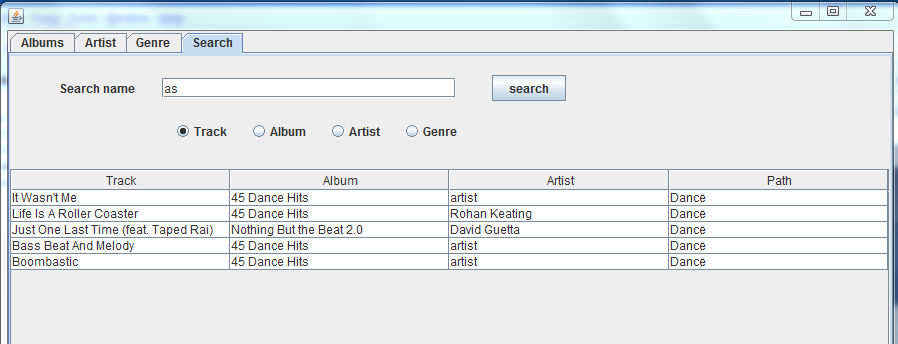 Albums Artist Genre Search
Search name as search
Track Album Artist Genre
Track Album Artist Path
It Wasn't Me 45 Dance Hits artist Dance
Life Is A Roller Coaster 45 Dance Hits Rohan Keating Dance
Just One Last Time (feat. Taped Rai) Nothing But the Beat 2.0 David Guetta Dance
Bass Beat And Melody 45 Dance Hits artist Dance
Boombastic 45 Dance Hits artist Dance